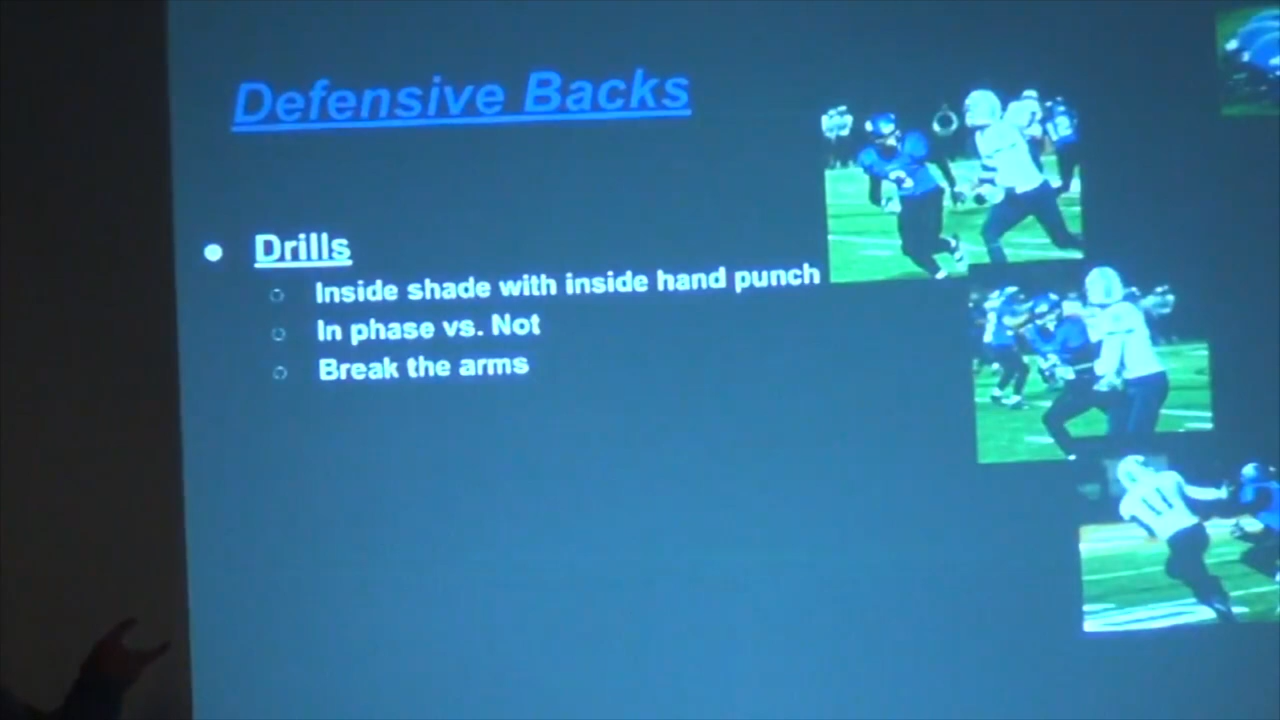 Defensive Backs
Drills
Inside shade with inside hand punch
In phase vs. Not
Break the arms